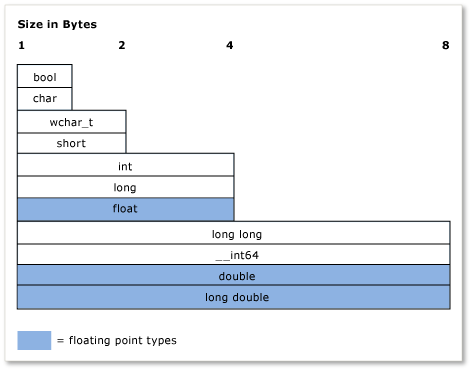 Size in Bytes
1 2 4 8
bool
char
wchar_t
short
int
long
float
long long
__int64
double
long double
= floating point types